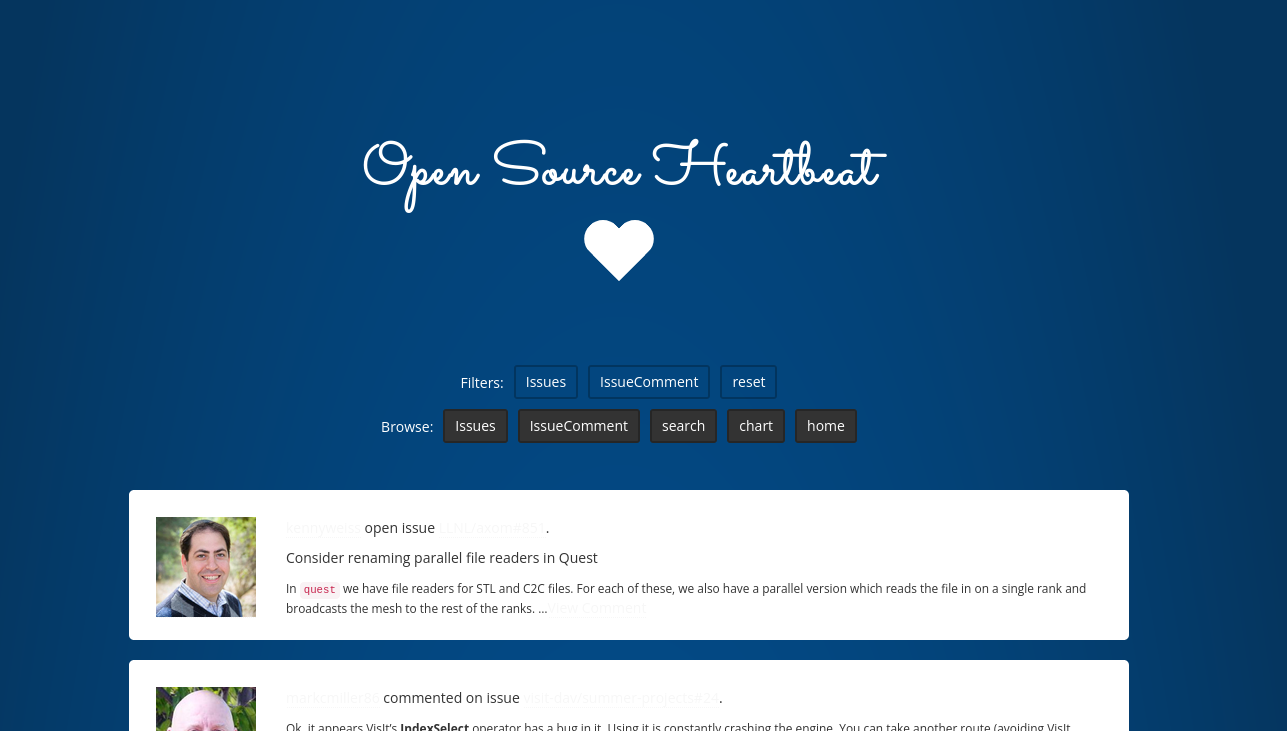 Open Source Heartbeat
Filters: Issues IssueComment reset
Browse: Issues IssueComment search chart home
kennyweiss open issue LLNL/axom#851.
Consider renaming parallel file readers in Quest
In quest we have file readers for STL and C2C files. For each of these, we also have a parallel version which reads the file in on a single rank and
broadcasts the mesh to the rest of the ranks. ... View Comment
markcmiller86 commented on issue visit-dav/summer-projects#24.
Ok, it appears VisIt's IndexSelect operator has a bug in it. Using it is constantly crashing the engine. You can take another route (avoiding VisIt